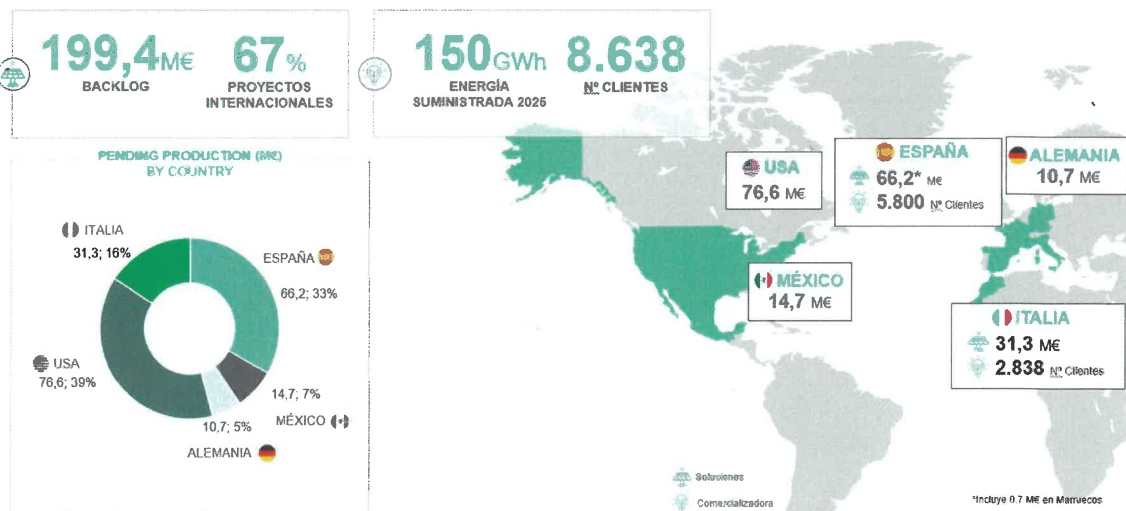 199,4M€
BACKLOG
67%
PROYECTOS
INTERNACIONALES
150GWh
ENERGÍA
SUMINISTRADA 2025
8.638
Nº CLIENTES
PENDING PRODUCTION (M€)
BY COUNTRY
ITALIA
31,3; 16%
ESPAÑA
66,2; 33%
USA
76,6; 39%
14,7; 7%
MÉXICO
10,7; 5%
ALEMANIA
USA
76,6 M€
ESPAÑA
66,2* M€
5.800 Nº Clientes
ALEMANIA
10,7 M€
MÉXICO
14,7 M€
ITALIA
31,3 M€
2.838 Nº Clientes
Soluciones
Comercializadora
*Incluye 0.7 M€ en Marruecos